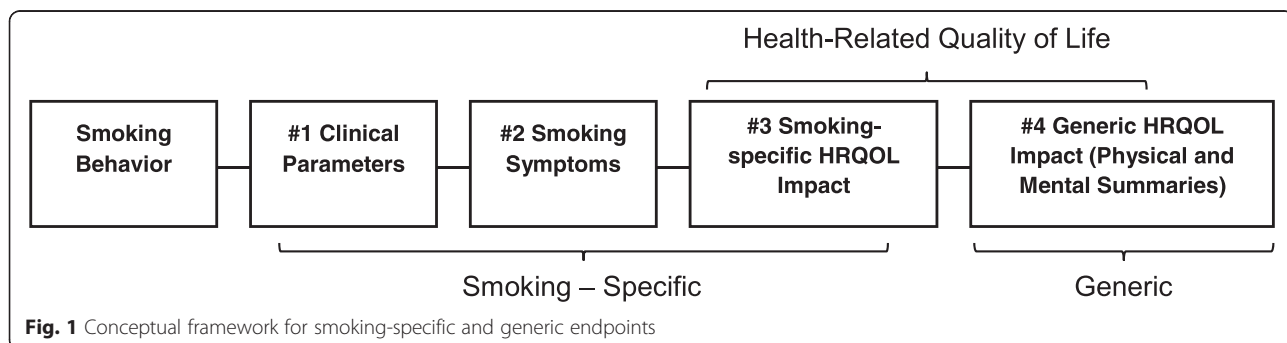 Health-Related Quality of Life
Smoking
Behavior
#1 Clinical
Parameters
#2 Smoking
Symptoms
#3 Smoking-
specific HRQOL
Impact
#4 Generic HRQOL
Impact (Physical and
Mental Summaries)
Smoking – Specific
Generic
Fig. 1 Conceptual framework for smoking-specific and generic endpoints